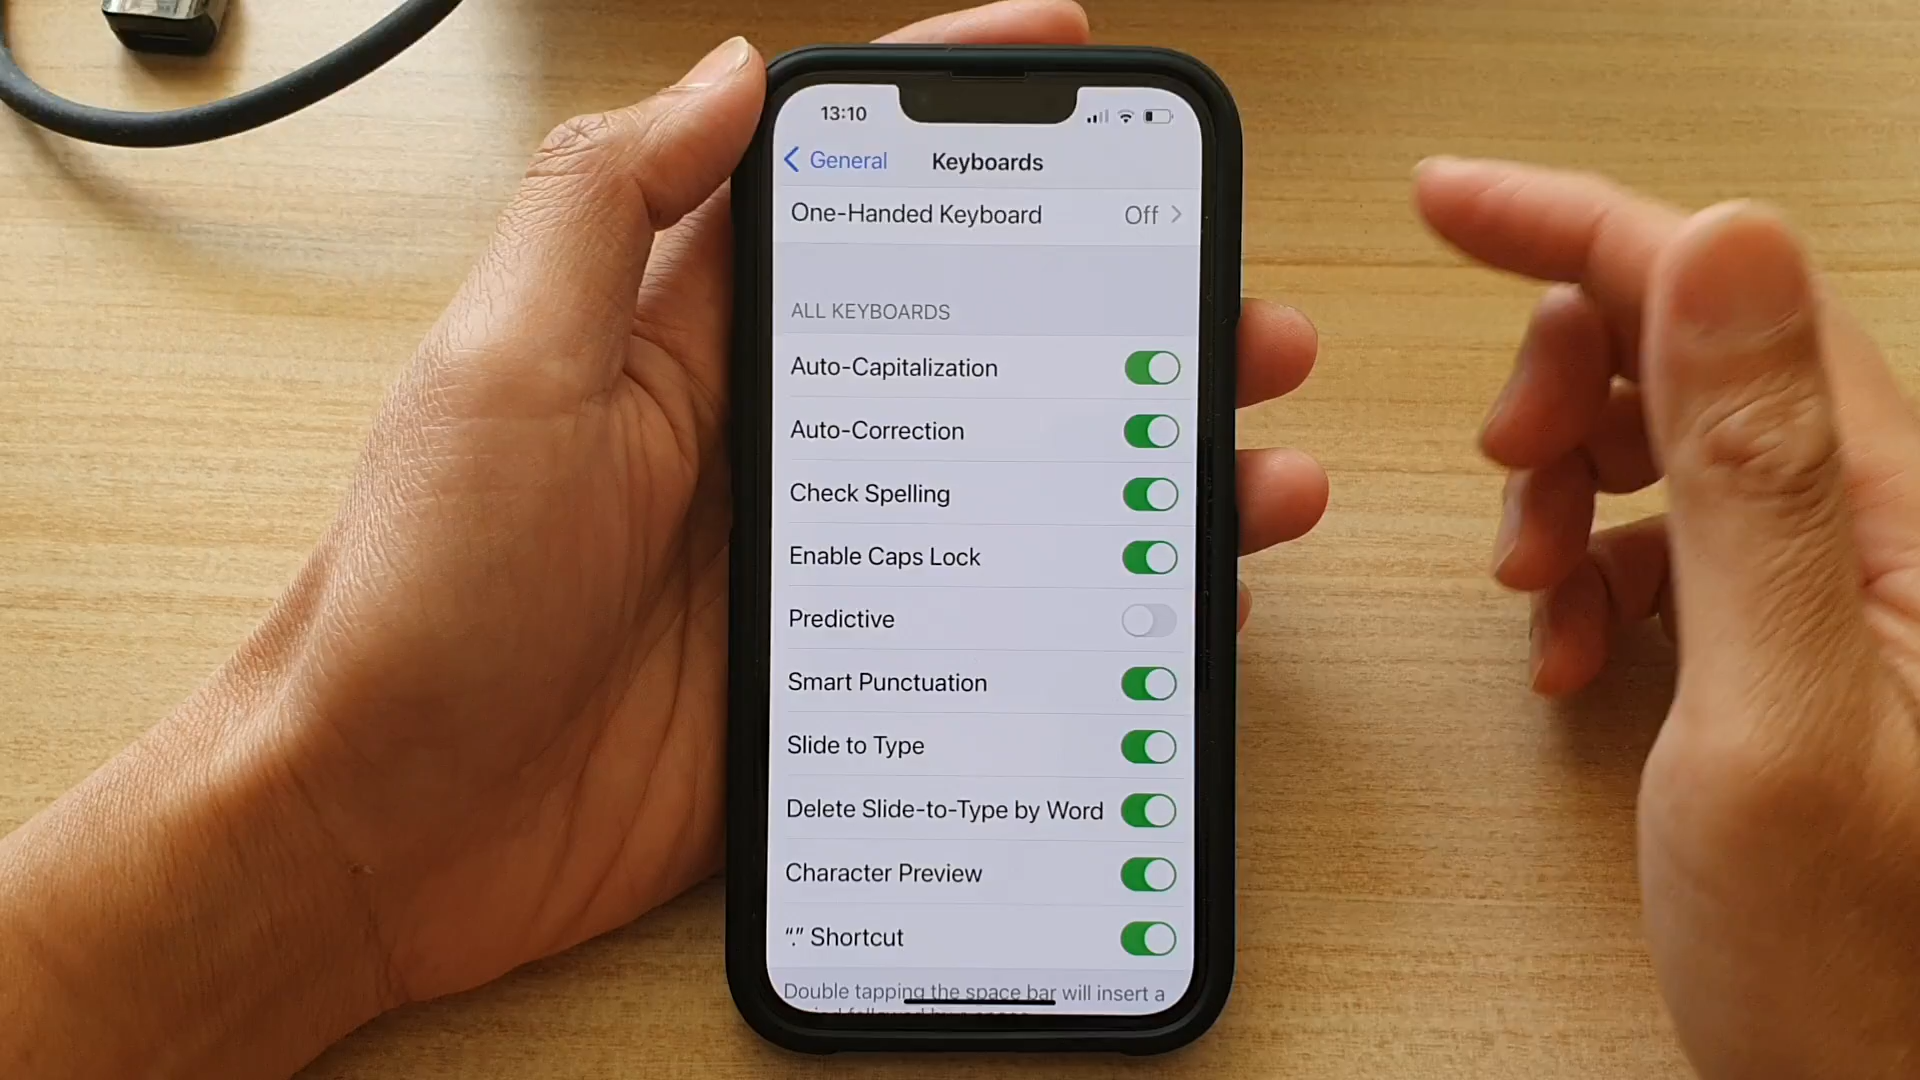 13:10
General Keyboards
One-Handed Keyboard Off
ALL KEYBOARDS
Auto-Capitalization
Auto-Correction
Check Spelling
Enable Caps Lock
Predictive
Smart Punctuation
Slide to Type
Delete Slide-to-Type by Word
Character Preview
“.” Shortcut
Double tapping the space bar will insert a